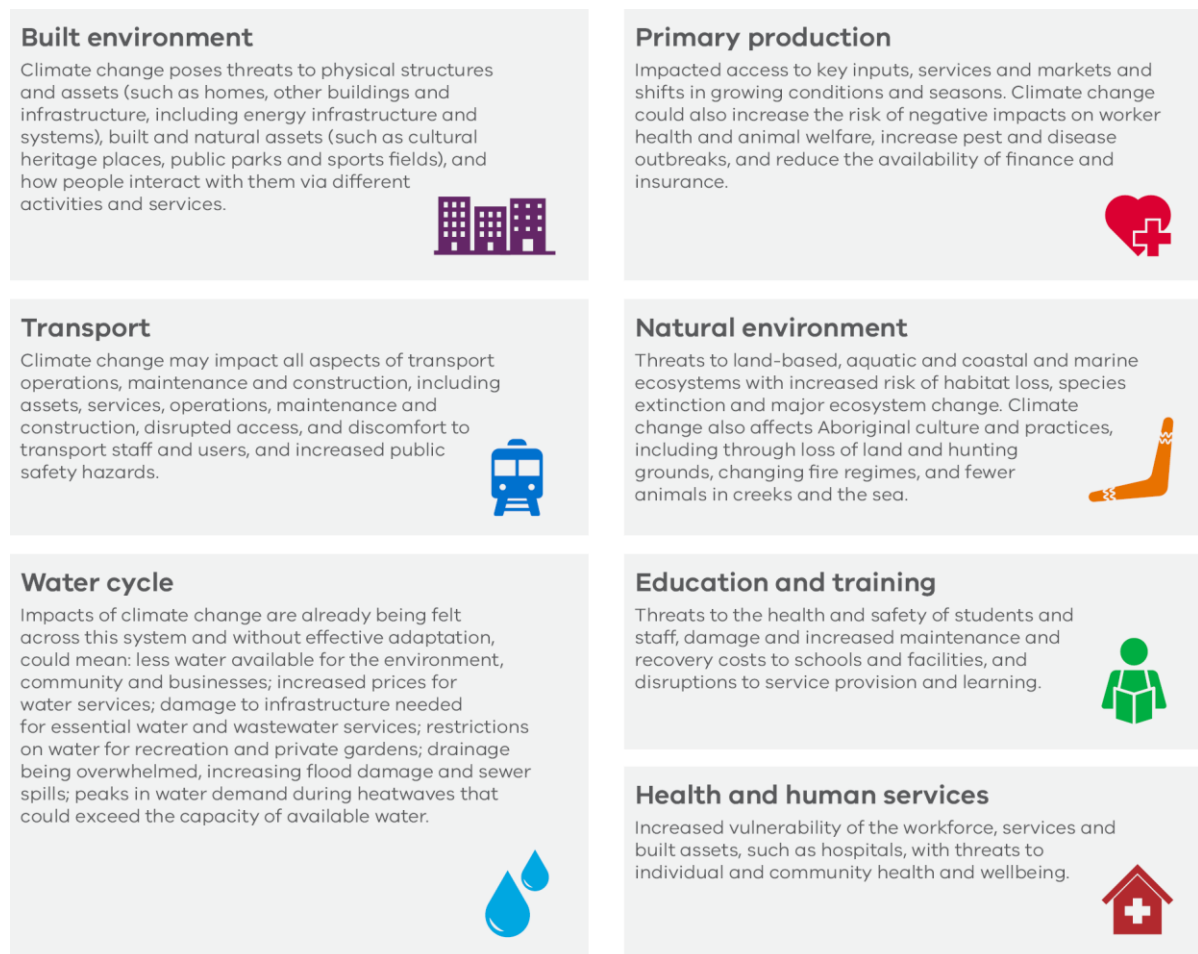 Built environment
Climate change poses threats to physical structures
and assets (such as homes, other buildings and
infrastructure, including energy infrastructure and
systems), built and natural assets (such as cultural
heritage places, public parks and sports fields), and
how people interact with them via different
activities and services.
Primary production
Impacted access to key inputs, services and markets and
shifts in growing conditions and seasons. Climate change
could also increase the risk of negative impacts on worker
health and animal welfare, increase pest and disease
outbreaks, and reduce the availability of finance and
insurance.
Transport
Climate change may impact all aspects of transport
operations, maintenance and construction, including
assets, services, operations, maintenance and
construction, disrupted access, and discomfort to
transport staff and users, and increased public
safety hazards.
Natural environment
Threats to land-based, aquatic and coastal and marine
ecosystems with increased risk of habitat loss, species
extinction and major ecosystem change. Climate
change also affects Aboriginal culture and practices,
including through loss of land and hunting
grounds, changing fire regimes, and fewer
animals in creeks and the sea.
Water cycle
Impacts of climate change are already being felt
across this system and without effective adaptation,
could mean: less water available for the environment,
community and businesses; increased prices for
water services; damage to infrastructure needed
for essential water and wastewater services; restrictions
on water for recreation and private gardens; drainage
being overwhelmed, increasing flood damage and sewer
spills; peaks in water demand during heatwaves that
could exceed the capacity of available water.
Education and training
Threats to the health and safety of students and
staff, damage and increased maintenance and
recovery costs to schools and facilities, and
disruptions to service provision and learning.
Health and human services
Increased vulnerability of the workforce, services and
built assets, such as hospitals, with threats to
individual and community health and wellbeing.